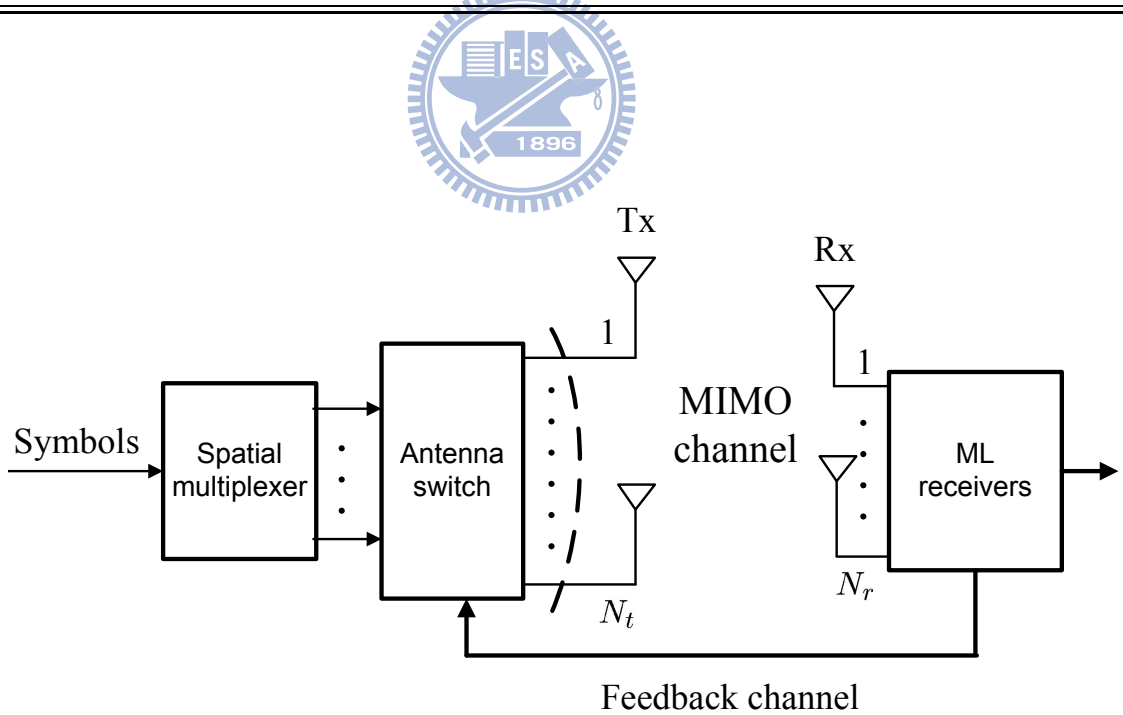 E S A
1896
Tx
Rx
1
1
MIMO
channel
Symbols
Spatial
multiplexer
Antenna
switch
ML
receivers
N_t
N_r
Feedback channel